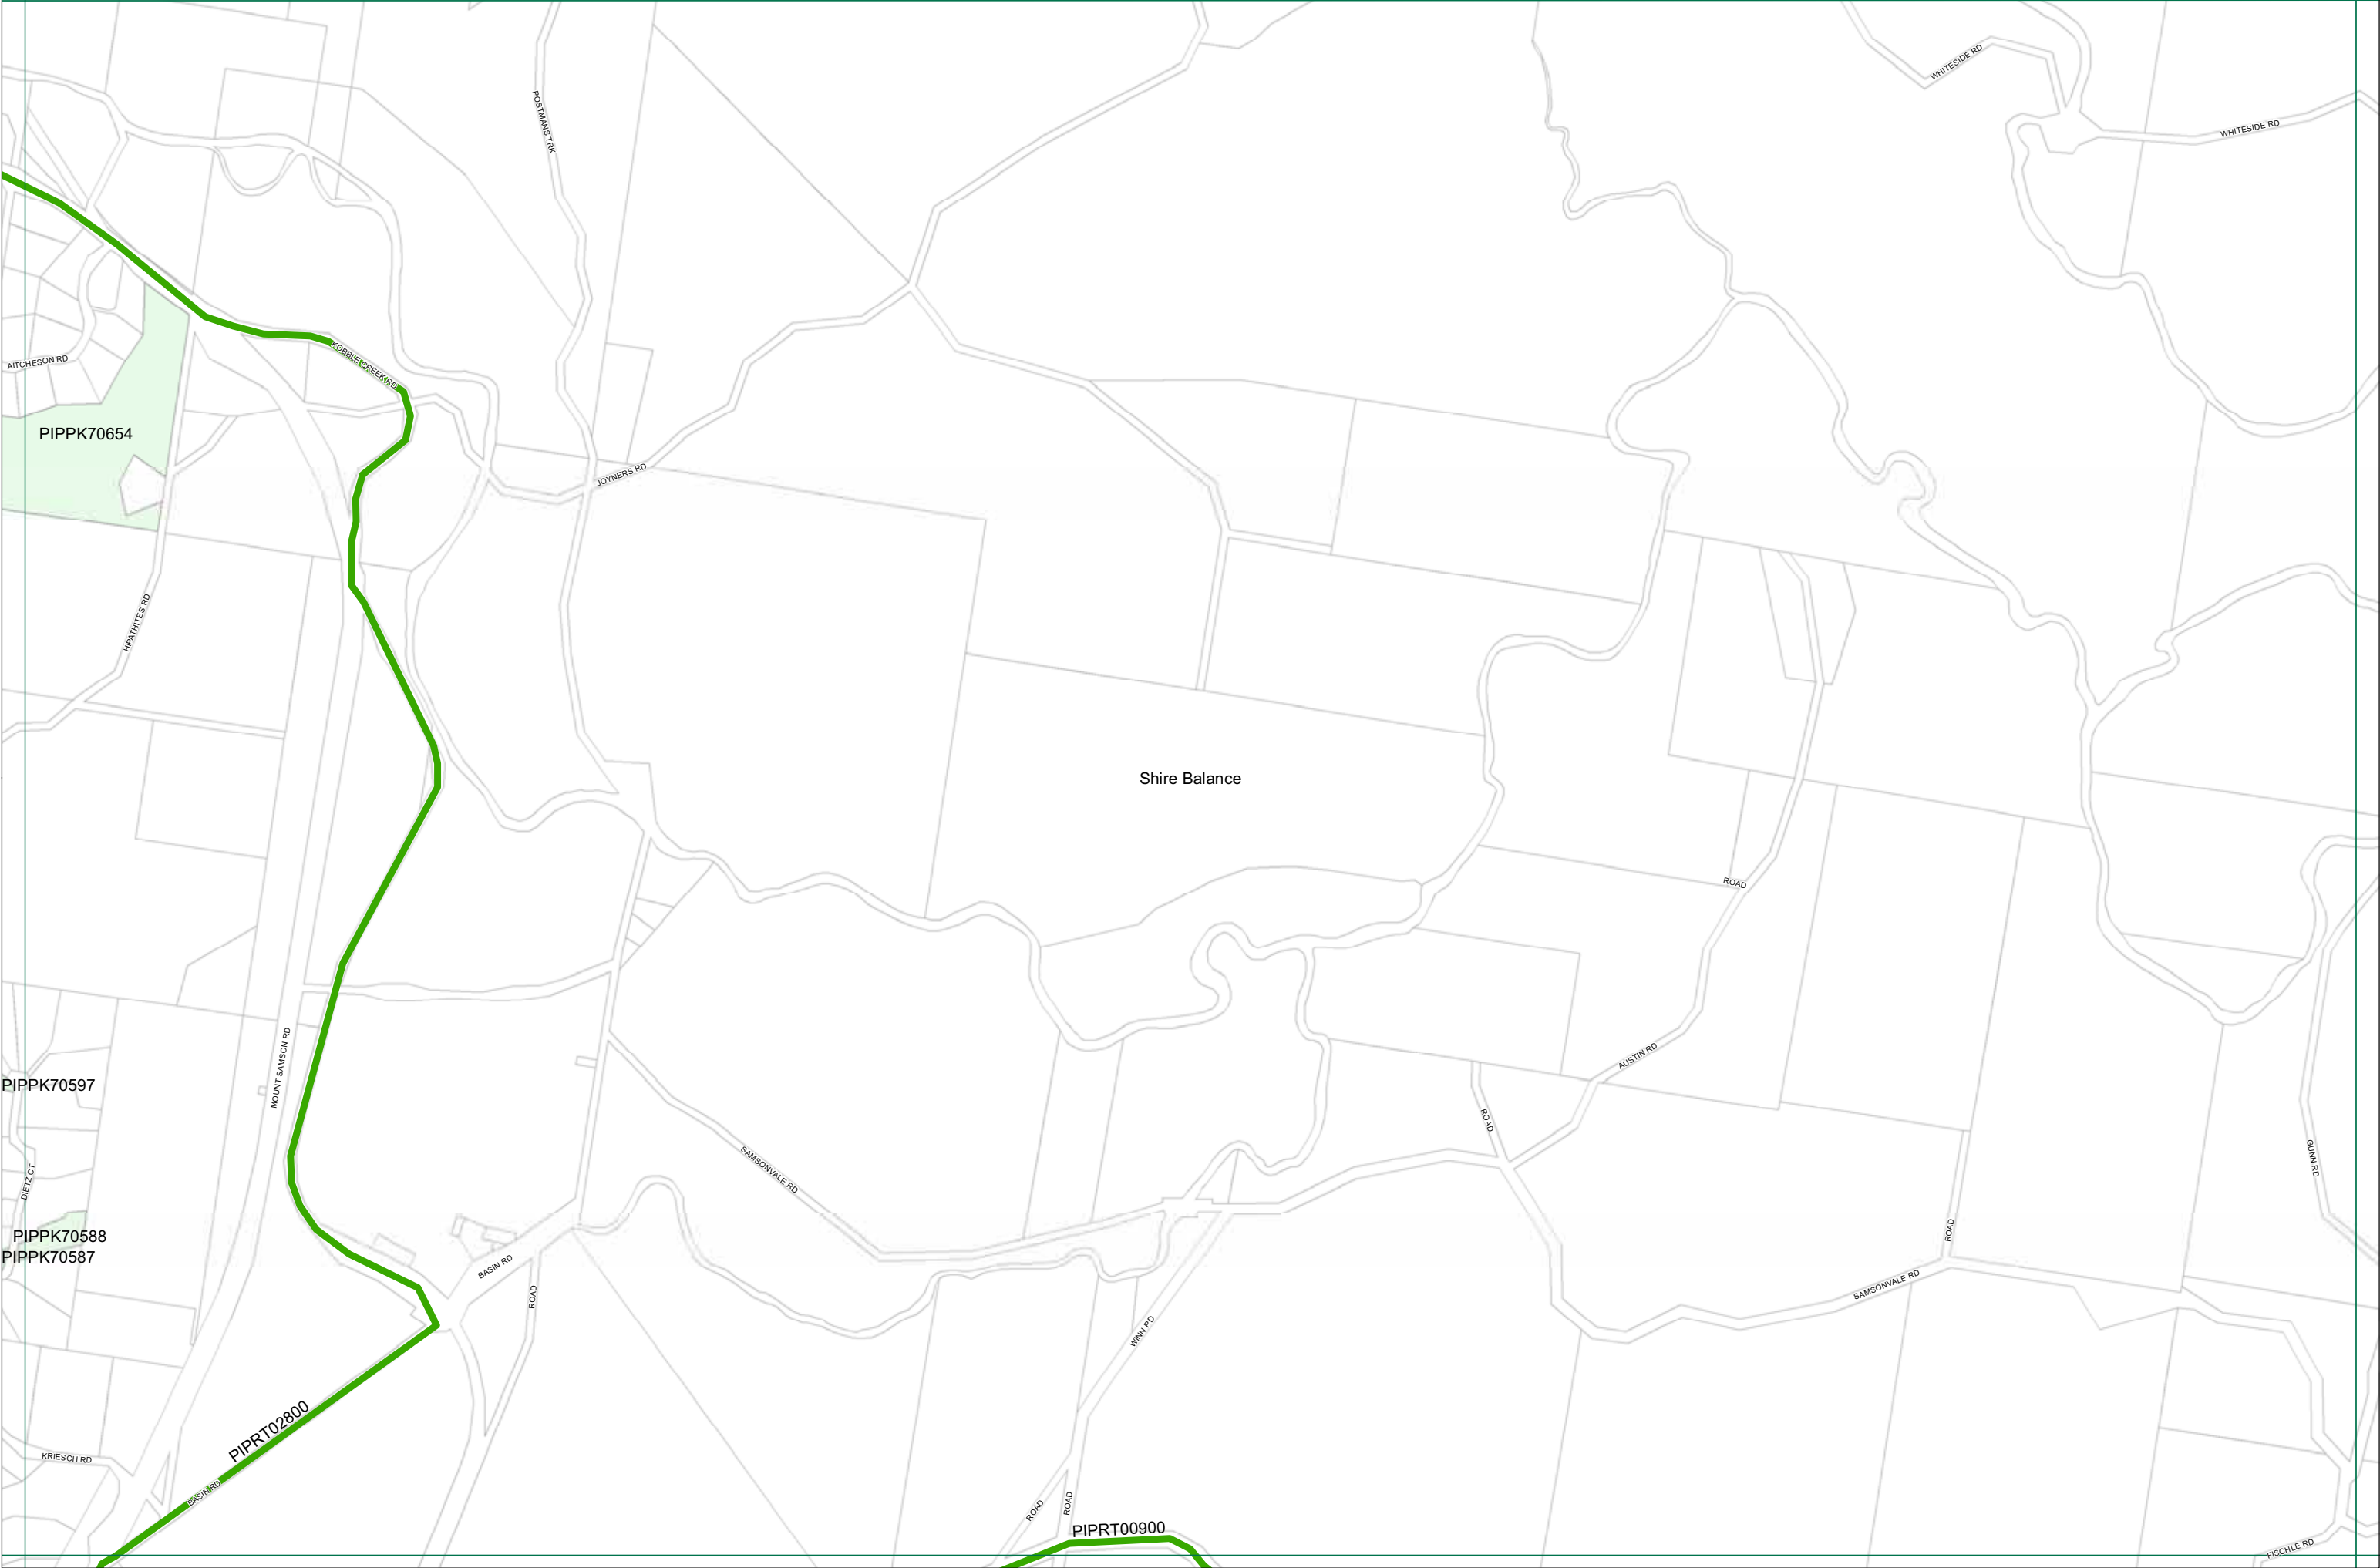 WHITESIDE RD
WHITESIDE RD
POSTMANS TRK
KOBBLE CREEK RD
AITCHESON RD
PIPPK70654
JOYNERS RD
HIPATHITES RD
Shire Balance
ROAD
MOUNT SAMSON RD
AUSTIN RD
PIPPK70597
ROAD
DIETZ CT
SAMSONVALE RD
GUNN RD
PIPPK70588
PIPPK70587
ROAD
BASIN RD
SAMSONVALE RD
ROAD
WINN RD
PIPRT02800
KRIESCH RD
BASIN RD
ROAD
ROAD
PIPRT00900
FISCHLE RD